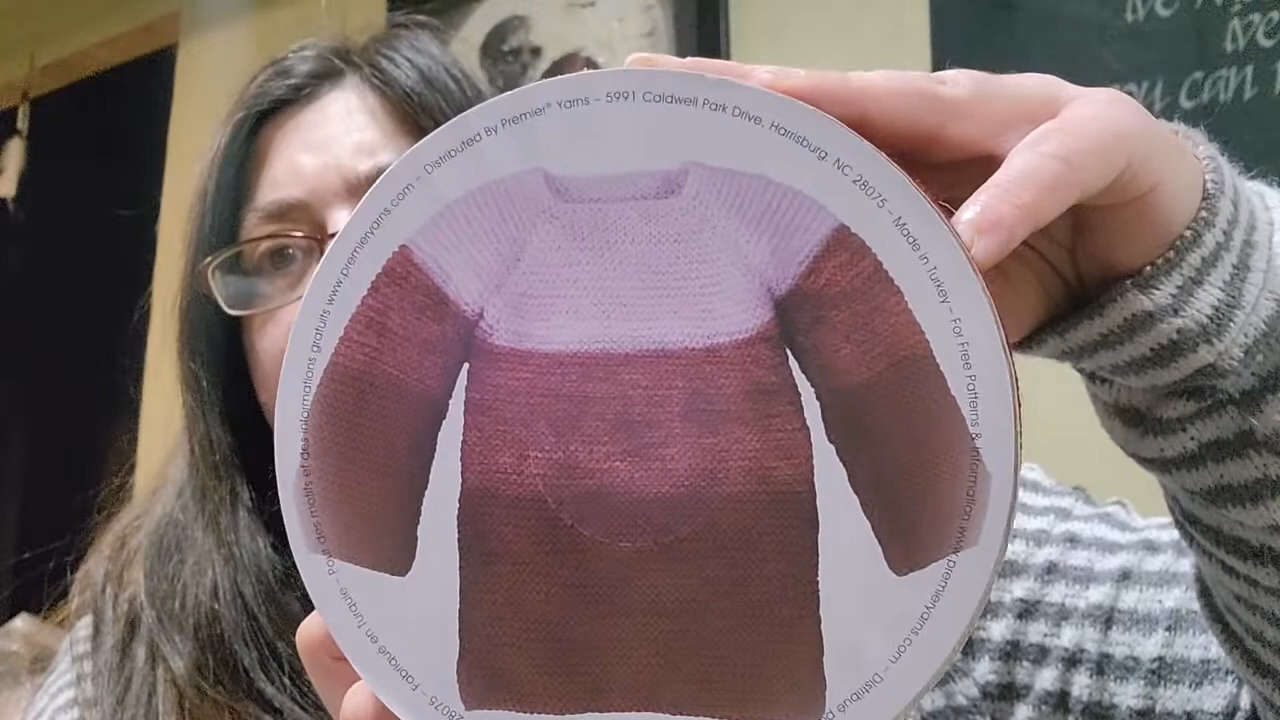 www.premieryarns.com – Distributed By Premier® Yarns – 5991 Caldwell Park Drive, Harrisburg, NC 28075 – Made In Turkey – For Free Patterns & Information www.premieryarns.com – Distribué
28075 – Fabriqué en Turquie – Pour des motifs et des informations gratuits
you can